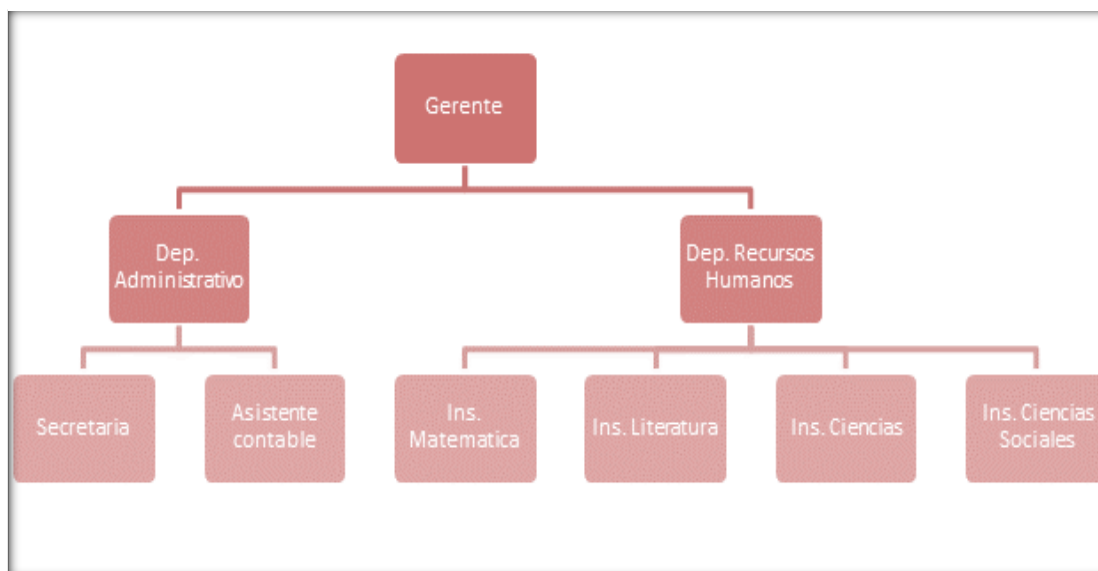 Gerente
Dep.
Administrativo
Dep. Recursos
Humanos
Secretaria
Asistente
contable
Ins.
Matematica
Ins. Literatura
Ins. Ciencias
Ins. Ciencias
Sociales